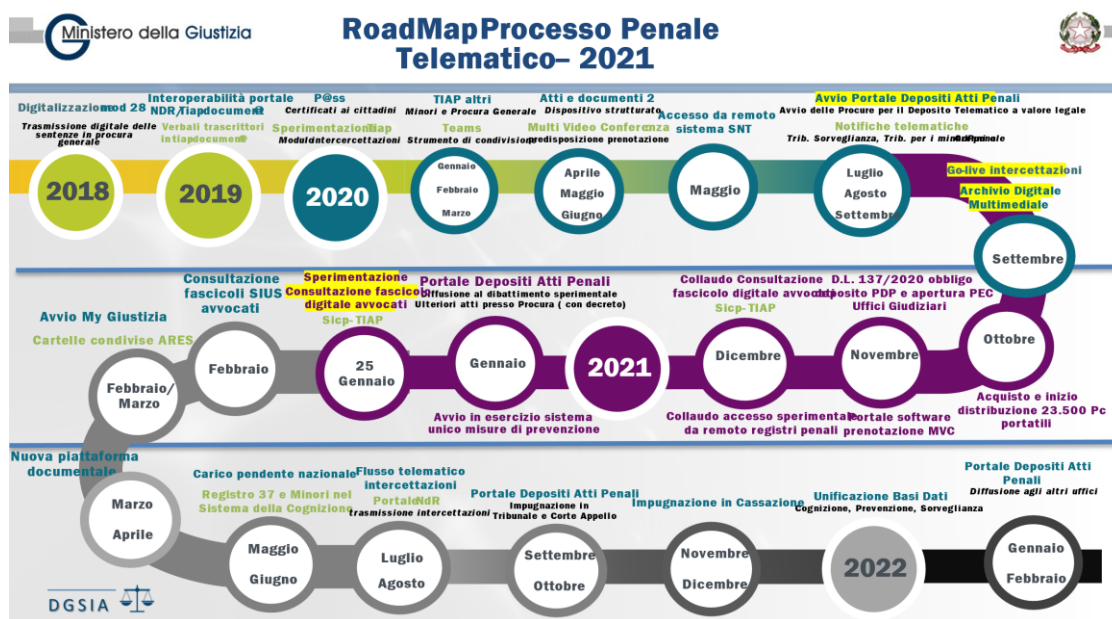 Ministero della Giustizia
RoadMapProcesso Penale
Telematico– 2021
Digitalizzazione mod 28
Trasmissione digitale delle
sentenze in procura
generale
2018
Interoperabilità portale
NDR/Tiapdocument@
Verbali trascrittori
in tiapdocument@
2019
P@ss
Certificati ai cittadini
Sperimentazione Tiap
Modulo intercettazioni
2020
TIAP altri
Minori e Procura Generale
Teams
Strumento di condivisione
Gennaio
Febbraio
Marzo
Atti e documenti 2
Dispositivo strutturato
Multi Video Conferenza
predisposizione prenotazione
Aprile
Maggio
Giugno
Accesso da remoto
sistema SNT
Maggio
Avvio Portale Depositi Atti Penali
Avvio delle Procure per il Deposito Telematico a valore legale
Notifiche telematiche
Trib. Sorveglianza, Trib. per i minori
Luglio
Agosto
Settembre
Go-live intercettazioni
Archivio Digitale
Multimediale
Settembre
Ottobre
Acquisto e inizio
distribuzione 23.500 Pc
portatili
D.L. 137/2020 obbligo
deposito PDP e apertura PEC
Uffici Giudiziari
Novembre
Portale software
prenotazione MVC
Collaudo Consultazione
fascicolo digitale avvocati
Sicp-TIAP
Dicembre
Collaudo accesso sperimentale
da remoto registri penali
2021
Portale Depositi Atti Penali
Diffusione al dibattimento sperimentale
Ulteriori atti presso Procura ( con decreto)
Gennaio
Avvio in esercizio sistema
unico misure di prevenzione
Sperimentazione
Consultazione fascicolo
digitale avvocati
Sicp-TIAP
25
Gennaio
Consultazione
fascicoli SIUS
avvocati
Febbraio
Avvio My Giustizia
Cartelle condivise ARES
Febbraio/
Marzo
Nuova piattaforma
documentale
Marzo
Aprile
Carico pendente nazionale
Registro 37 e Minori nel
Sistema della Cognizione
Maggio
Giugno
Flusso telematico
intercettazioni
Portale NdR
trasmissione intercettazioni
Luglio
Agosto
Portale Depositi Atti Penali
Impugnazione in
Tribunale e Corte Appello
Settembre
Ottobre
Impugnazione in Cassazione
Novembre
Dicembre
Unificazione Basi Dati
Cognizione, Prevenzione, Sorveglianza
2022
Portale Depositi Atti
Penali
Diffusione agli altri uffici
Gennaio
Febbraio
DGSIA